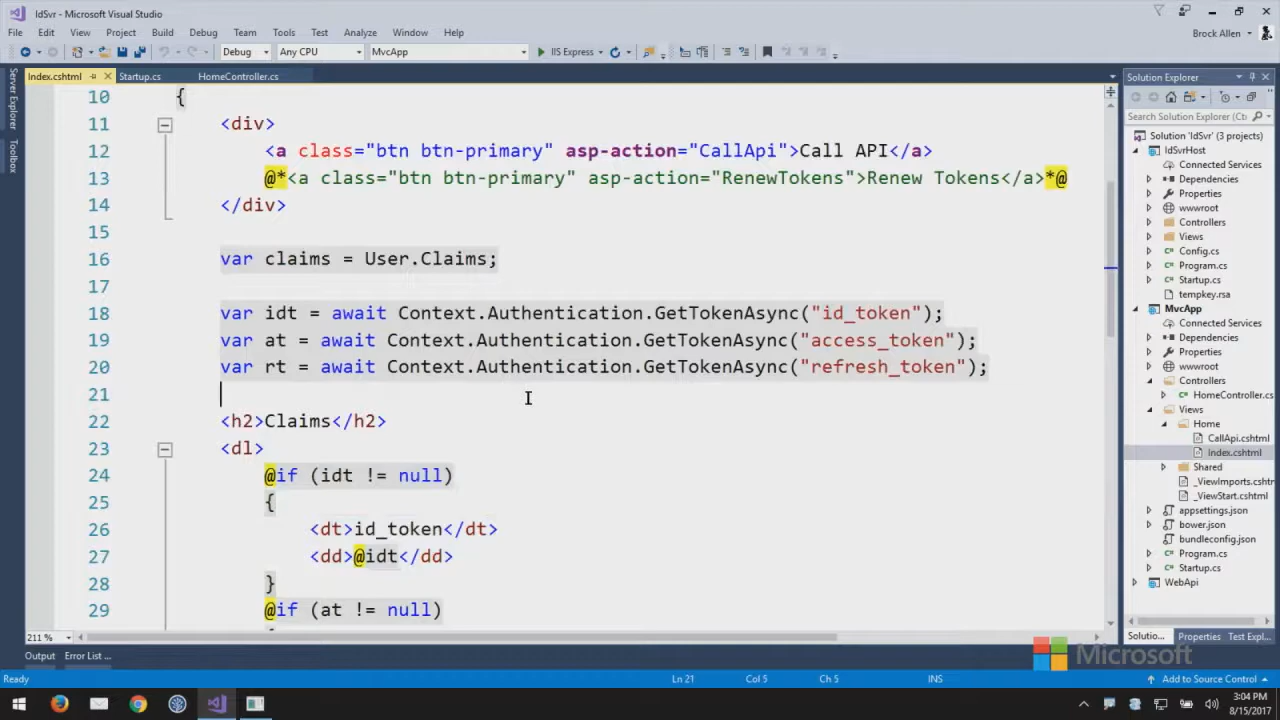 IdSvr - Microsoft Visual Studio
File Edit View Project Build Debug Team Tools Test Analyze Window Help
Brock Allen
Debug Any CPU MvcApp IIS Express
Index.cshtml Startup.cs HomeController.cs
Server Explorer
Toolbox
10 {
11 <div>
12 <a class="btn btn-primary" asp-action="CallApi">Call API</a>
13 @*<a class="btn btn-primary" asp-action="RenewTokens">Renew Tokens</a>*@
14 </div>
15
16 var claims = User.Claims;
17
18 var idt = await Context.Authentication.GetTokenAsync("id_token");
19 var at = await Context.Authentication.GetTokenAsync("access_token");
20 var rt = await Context.Authentication.GetTokenAsync("refresh_token");
21
22 <h2>Claims</h2>
23 <dl>
24 @if (idt != null)
25 {
26 <dt>id_token</dt>
27 <dd>@idt</dd>
28 }
29 @if (at != null)
211 %
Solution Explorer
Search Solution Explorer (Ct
Solution 'IdSvr' (3 projects)
IdSvrHost
Connected Services
Dependencies
Properties
wwwroot
Controllers
Views
Config.cs
Program.cs
Startup.cs
tempkey.rsa
MvcApp
Connected Services
Dependencies
Properties
wwwroot
Controllers
HomeController.cs
Views
Home
CallApi.cshtml
Index.cshtml
Shared
_ViewImports.cshtm
_ViewStart.cshtml
appsettings.json
bower.json
bundleconfig.json
Program.cs
Startup.cs
WebApi
Solutio... Properties Test Expl...
Output Error List ...
Microsoft
Ready Ln 21 Col 5 Ch 5 INS Add to Source Control
3:04 PM
8/15/2017